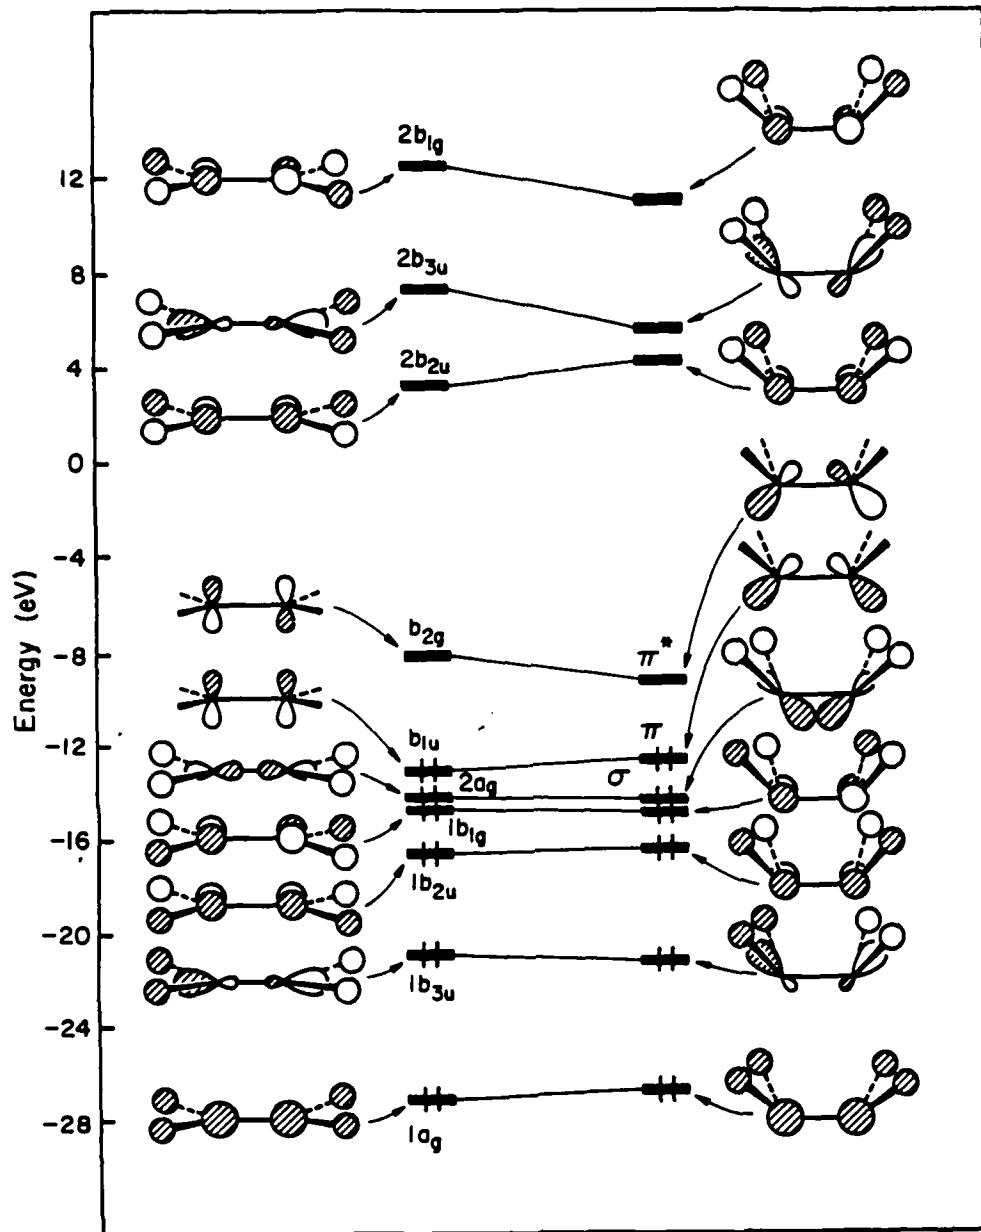 2b1g
12
2b3u
8
2b2u
4
0
-4
Energy (eV)
b2g
-8
π*
-12
b1u
π
2ag
σ
1b1g
-16
1b2u
-20
1b3u
-24
-28
1ag